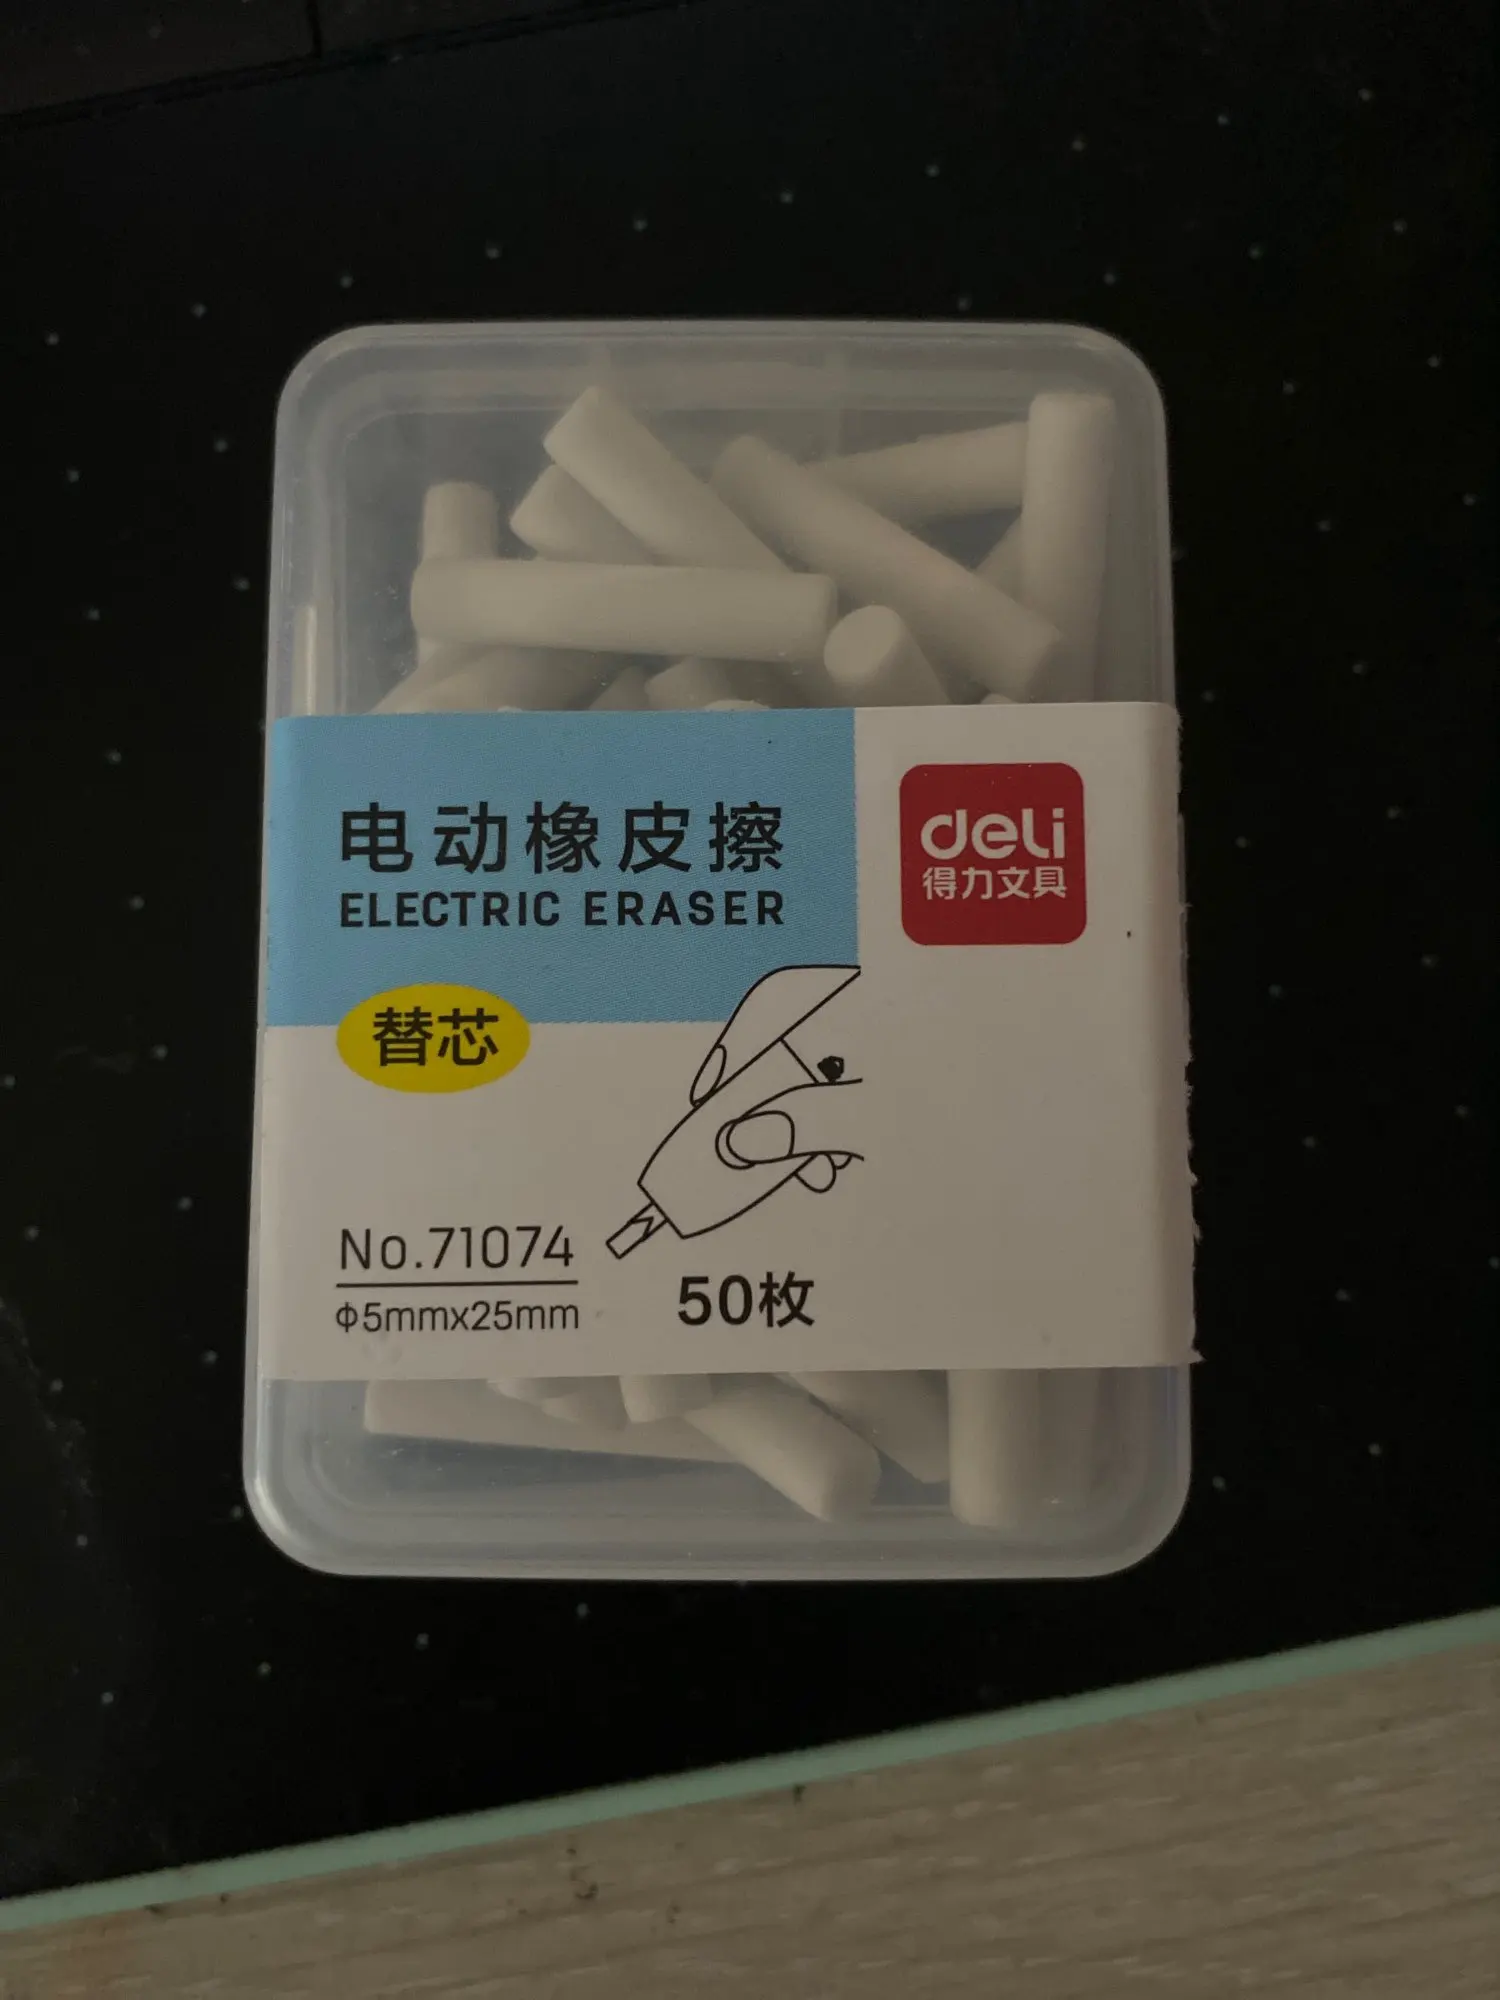 电动橡皮擦
ELECTRIC ERASER
deli
得力文具
替芯
No.71074
Φ5mmx25mm
50枚